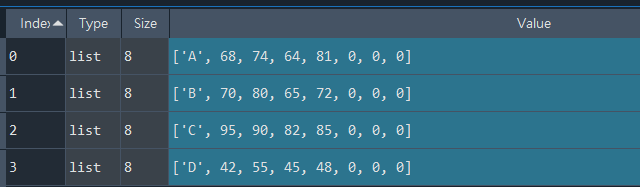 Index Type Size Value
0 list 8 ['A', 68, 74, 64, 81, 0, 0, 0]
1 list 8 ['B', 70, 80, 65, 72, 0, 0, 0]
2 list 8 ['C', 95, 90, 82, 85, 0, 0, 0]
3 list 8 ['D', 42, 55, 45, 48, 0, 0, 0]